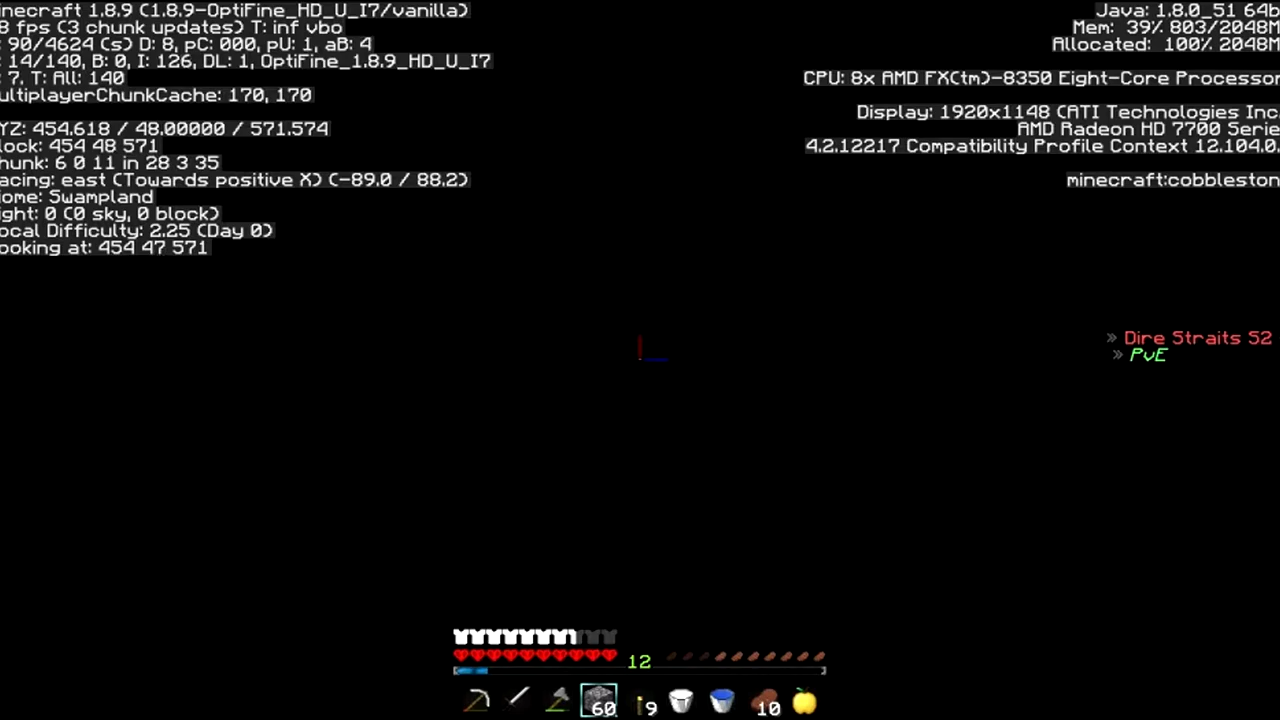 inecraft 1.8.9 (1.8.9-OptiFine_HD_U_I7/vanilla)
8 fps (3 chunk updates) T: inf vbo
: 90/4624 (s) D: 8, pC: 000, pU: 1, aB: 4
: 14/140, B: 0, I: 126, DL: 1, OptiFine_1.8.9_HD_U_I7
: 7, T: All: 140
ultiplayerChunkCache: 170, 170
YZ: 454.618 / 48.00000 / 571.574
lock: 454 48 571
hunk: 6 0 11 in 28 3 35
acing: east (Towards positive X) (-89.0 / 88.2)
iome: Swampland
ight: 0 (0 sky, 0 block)
ocal Difficulty: 2.25 (Day 0)
ooking at: 454 47 571
Java: 1.8.0_51 64b
Mem: 39% 803/2048M
Allocated: 100% 2048M
CPU: 8x AMD FX(tm)-8350 Eight-Core Processor
Display: 1920x1148 (ATI Technologies Inc.
AMD Radeon HD 7700 Serie
4.2.12217 Compatibility Profile Context 12.104.0.
minecraft:cobbleston
» Dire Straits S2
» PvE
12
60 9 10